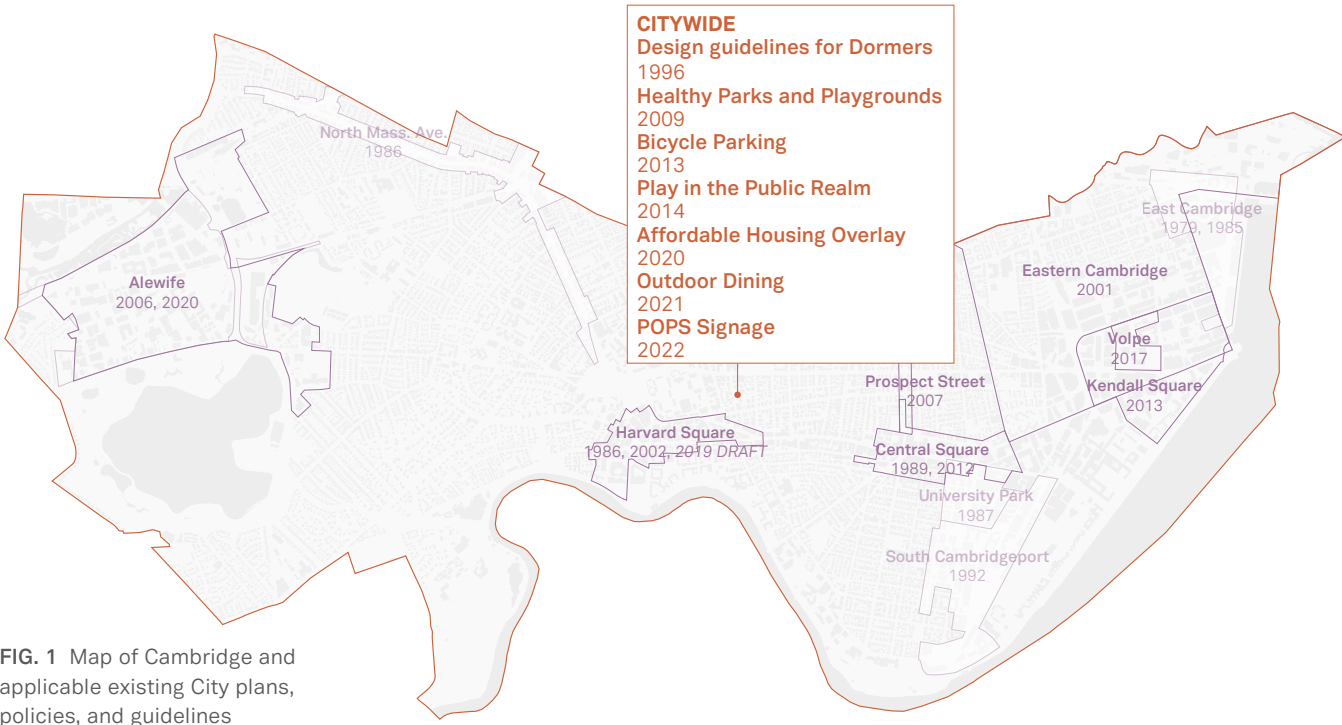 CITYWIDE
Design guidelines for Dormers
1996
Healthy Parks and Playgrounds
2009
Bicycle Parking
2013
Play in the Public Realm
2014
Affordable Housing Overlay
2020
Outdoor Dining
2021
POPS Signage
2022
North Mass. Ave.
1986
Alewife
2006, 2020
East Cambridge
1979, 1985
Eastern Cambridge
2001
Volpe
2017
Kendall Square
2013
Prospect Street
2007
Harvard Square
1986, 2002, 2019 DRAFT
Central Square
1989, 2012
University Park
1987
South Cambridgeport
1992
FIG. 1 Map of Cambridge and
applicable existing City plans,
policies, and guidelines